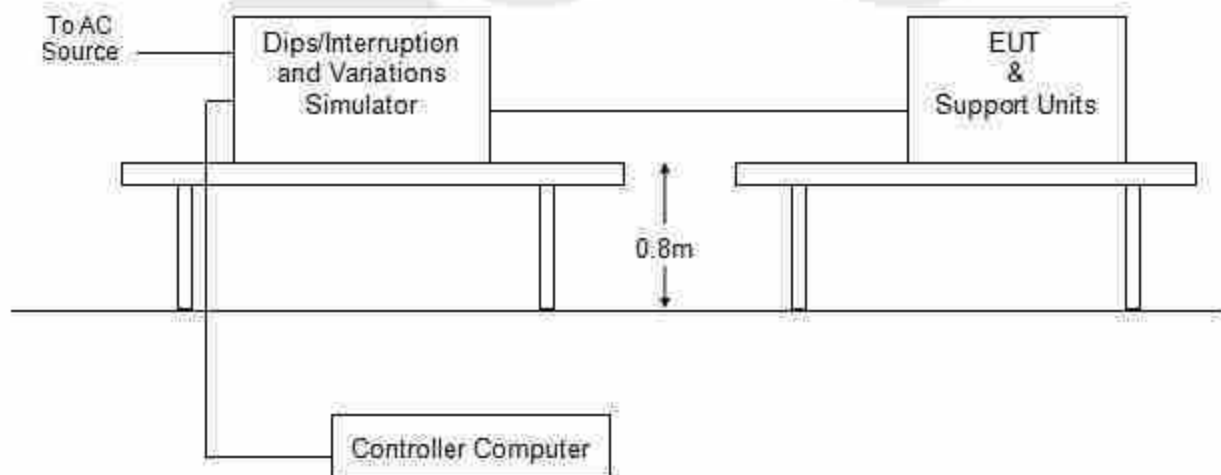 To AC
Source
Dips/Interruption
and Variations
Simulator
EUT
&
Support Units
0.8m
Controller Computer